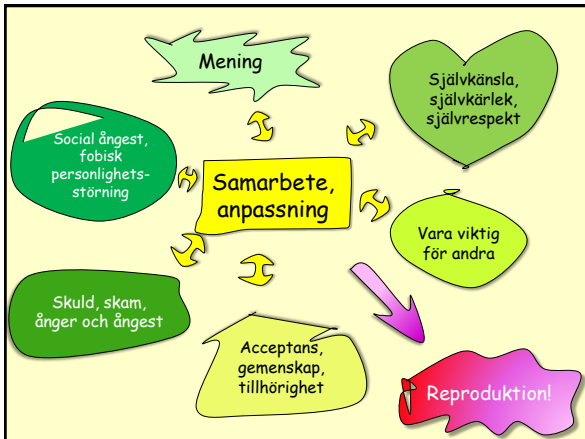 Mening
Självkänsla,
självkärlek,
självrespekt
Social ångest,
fobisk
personlighets-
störning
Samarbete,
anpassning
Vara viktig
för andra
Skuld, skam,
ånger och ångest
Acceptans,
gemenskap,
tillhörighet
Reproduktion!